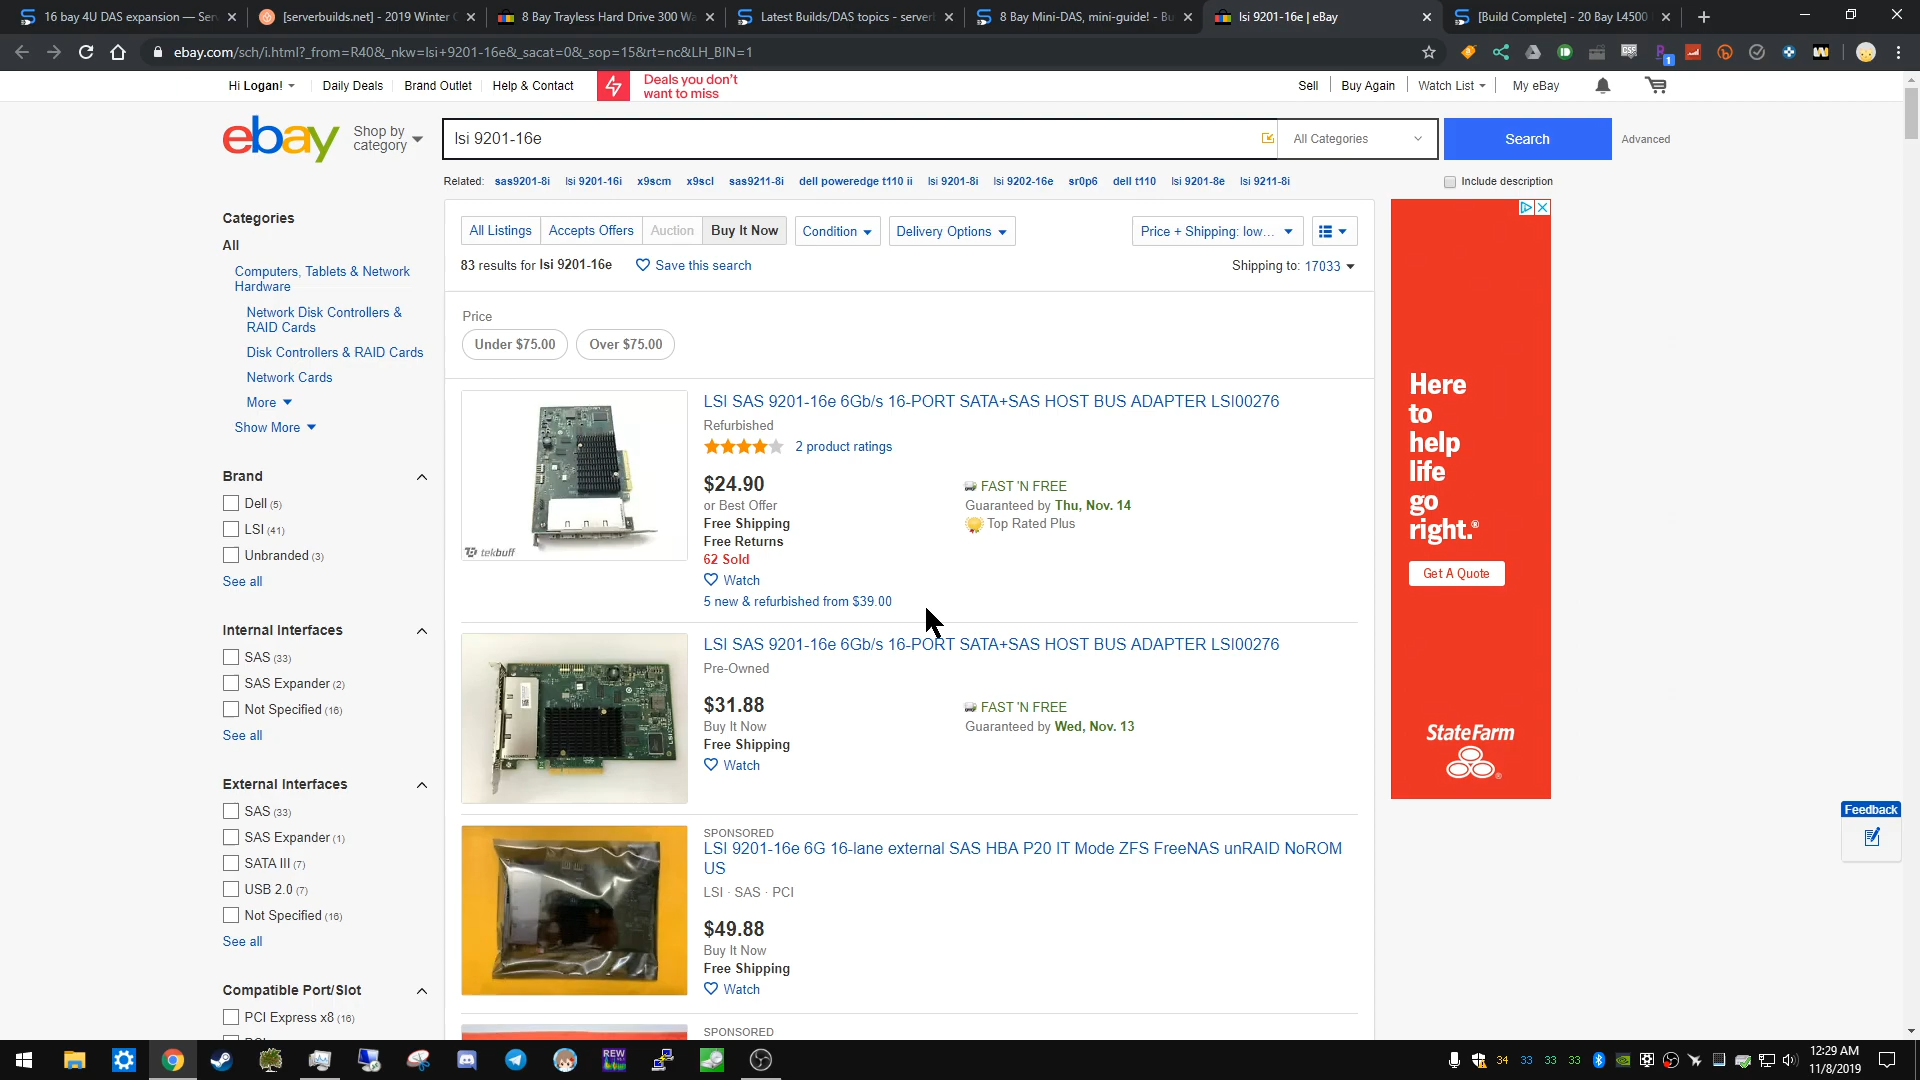 16 bay 4U DAS expansion — Ser
[serverbuilds.net] - 2019 Winter C
8 Bay Trayless Hard Drive 300 Wa
Latest Builds/DAS topics - serverb
8 Bay Mini-DAS, mini-guide! - Bu
lsi 9201-16e | eBay
[Build Complete] - 20 Bay L4500
ebay.com/sch/i.html?_from=R40&_nkw=lsi+9201-16e&_sacat=0&_sop=15&rt=nc&LH_BIN=1
Hi Logan!
Daily Deals
Brand Outlet
Help & Contact
Deals you don't
want to miss
Sell
Buy Again
Watch List
My eBay
ebay
Shop by
category
lsi 9201-16e
All Categories
Search
Advanced
Related: sas9201-8i lsi 9201-16i x9scm x9scl sas9211-8i dell poweredge t110 ii lsi 9201-8i lsi 9202-16e sr0p6 dell t110 lsi 9201-8e lsi 9211-8i
Include description
Categories
All
Computers, Tablets & Network
Hardware
Network Disk Controllers &
RAID Cards
Disk Controllers & RAID Cards
Network Cards
More
Show More
Brand
Dell (5)
LSI (41)
Unbranded (3)
See all
Internal Interfaces
SAS (33)
SAS Expander (2)
Not Specified (16)
See all
External Interfaces
SAS (33)
SAS Expander (1)
SATA III (7)
USB 2.0 (7)
Not Specified (16)
See all
Compatible Port/Slot
PCI Express x8 (16)
All Listings
Accepts Offers
Auction
Buy It Now
Condition
Delivery Options
Price + Shipping: low...
83 results for lsi 9201-16e
Save this search
Shipping to: 17033
Price
Under $75.00
Over $75.00
LSI SAS 9201-16e 6Gb/s 16-PORT SATA+SAS HOST BUS ADAPTER LSI00276
Refurbished
2 product ratings
$24.90
or Best Offer
Free Shipping
Free Returns
62 Sold
Watch
5 new & refurbished from $39.00
FAST 'N FREE
Guaranteed by Thu, Nov. 14
Top Rated Plus
tekbuff
LSI SAS 9201-16e 6Gb/s 16-PORT SATA+SAS HOST BUS ADAPTER LSI00276
Pre-Owned
$31.88
Buy It Now
Free Shipping
Watch
FAST 'N FREE
Guaranteed by Wed, Nov. 13
SPONSORED
LSI 9201-16e 6G 16-lane external SAS HBA P20 IT Mode ZFS FreeNAS unRAID NoROM
US
LSI · SAS · PCI
$49.88
Buy It Now
Free Shipping
Watch
SPONSORED
Here
to
help
life
go
right.®
Get A Quote
StateFarm
Feedback
REW
34 33 33 33
12:29 AM
11/8/2019